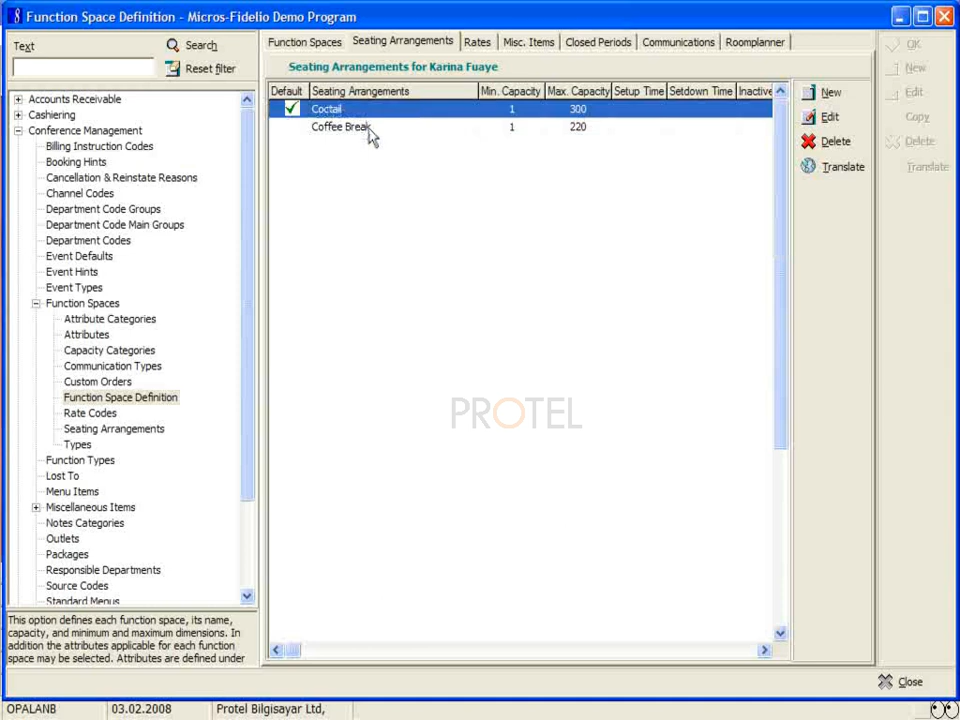 Function Space Definition - Micros-Fidelio Demo Program
Text
Search
Reset filter
Accounts Receivable
Cashiering
Conference Management
Billing Instruction Codes
Booking Hints
Cancellation & Reinstate Reasons
Channel Codes
Department Code Groups
Department Code Main Groups
Department Codes
Event Defaults
Event Hints
Event Types
Function Spaces
Attribute Categories
Attributes
Capacity Categories
Communication Types
Custom Orders
Function Space Definition
Rate Codes
Seating Arrangements
Types
Function Types
Lost To
Menu Items
Miscellaneous Items
Notes Categories
Outlets
Packages
Responsible Departments
Source Codes
Standard Menus
This option defines each function space, its name,
capacity, and minimum and maximum dimensions. In
addition the attributes applicable for each function
space may be selected. Attributes are defined under
Function Spaces Seating Arrangements Rates Misc. Items Closed Periods Communications Roomplanner
Seating Arrangements for Karina Fuaye
Default Seating Arrangements Min. Capacity Max. Capacity Setup Time Setdown Time Inactive
Coctail 1 300
Coffee Break 1 220
PROTEL
New
Edit
Delete
Translate
OK
New
Edit
Copy
Delete
Translate
Close
OPALANB 03.02.2008 Protel Bilgisayar Ltd,